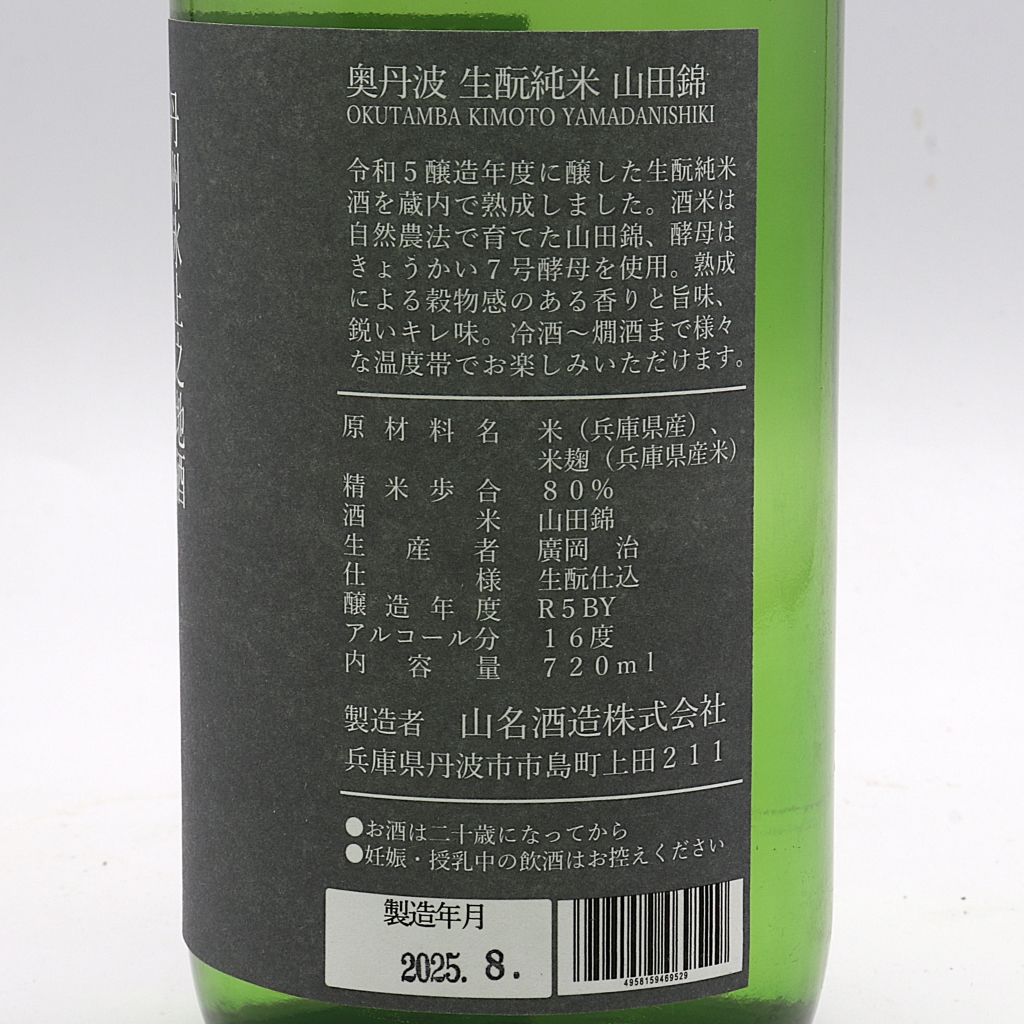 丹州氷上之地酒
奥丹波 生酛純米 山田錦
OKUTAMBA KIMOTO YAMADANISHIKI
令和５醸造年度に醸した生酛純米
酒を蔵内で熟成しました。酒米は
自然農法で育てた山田錦、酵母は
きょうかい７号酵母を使用。熟成
による穀物感のある香りと旨味、
鋭いキレ味。冷酒～燗酒まで様々
な温度帯でお楽しみいただけます。
原材料名 米（兵庫県産）、
米麹（兵庫県産米）
精米歩合 ８０％
酒米 山田錦
生産者 廣岡 治
仕様 生酛仕込
醸造年度 R５BY
アルコール分 １６度
内容量 ７２０ｍｌ
製造者 山名酒造株式会社
兵庫県丹波市市島町上田２１１
●お酒は二十歳になってから
●妊娠・授乳中の飲酒はお控えください
製造年月
2025. 8.
4958159469529